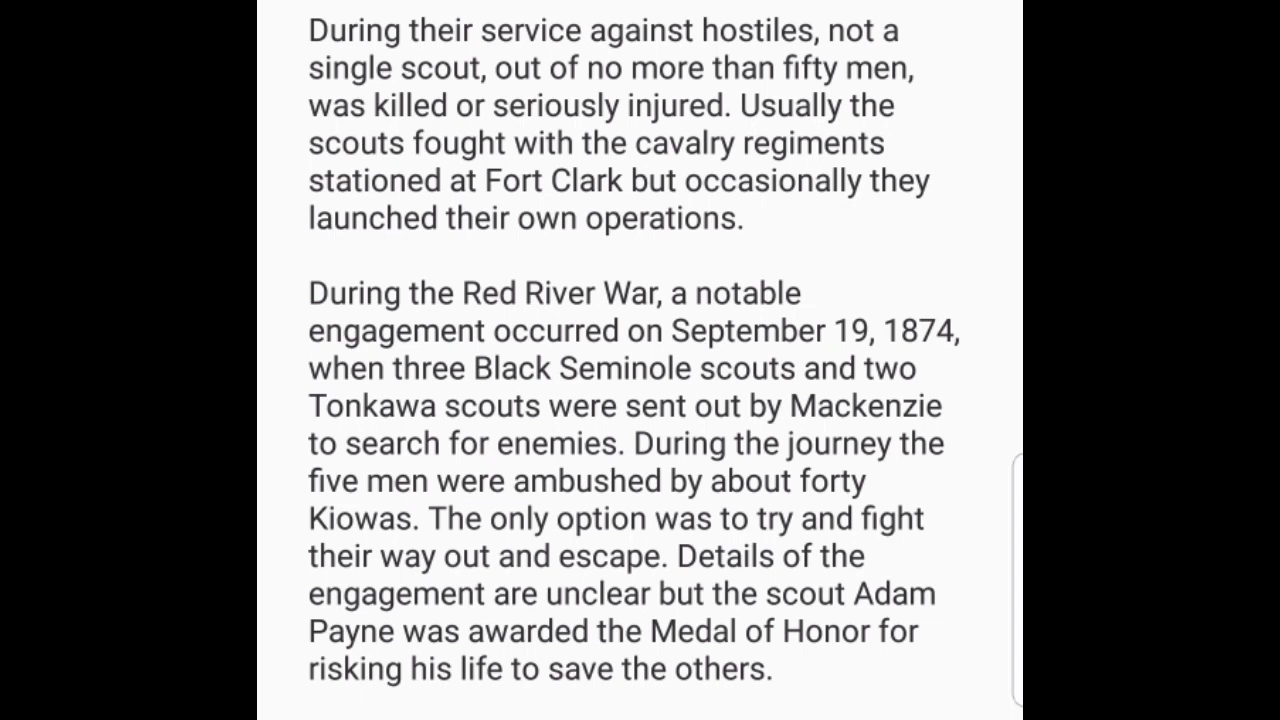 During their service against hostiles, not a
single scout, out of no more than fifty men,
was killed or seriously injured. Usually the
scouts fought with the cavalry regiments
stationed at Fort Clark but occasionally they
launched their own operations.
During the Red River War, a notable
engagement occurred on September 19, 1874,
when three Black Seminole scouts and two
Tonkawa scouts were sent out by Mackenzie
to search for enemies. During the journey the
five men were ambushed by about forty
Kiowas. The only option was to try and fight
their way out and escape. Details of the
engagement are unclear but the scout Adam
Payne was awarded the Medal of Honor for
risking his life to save the others.